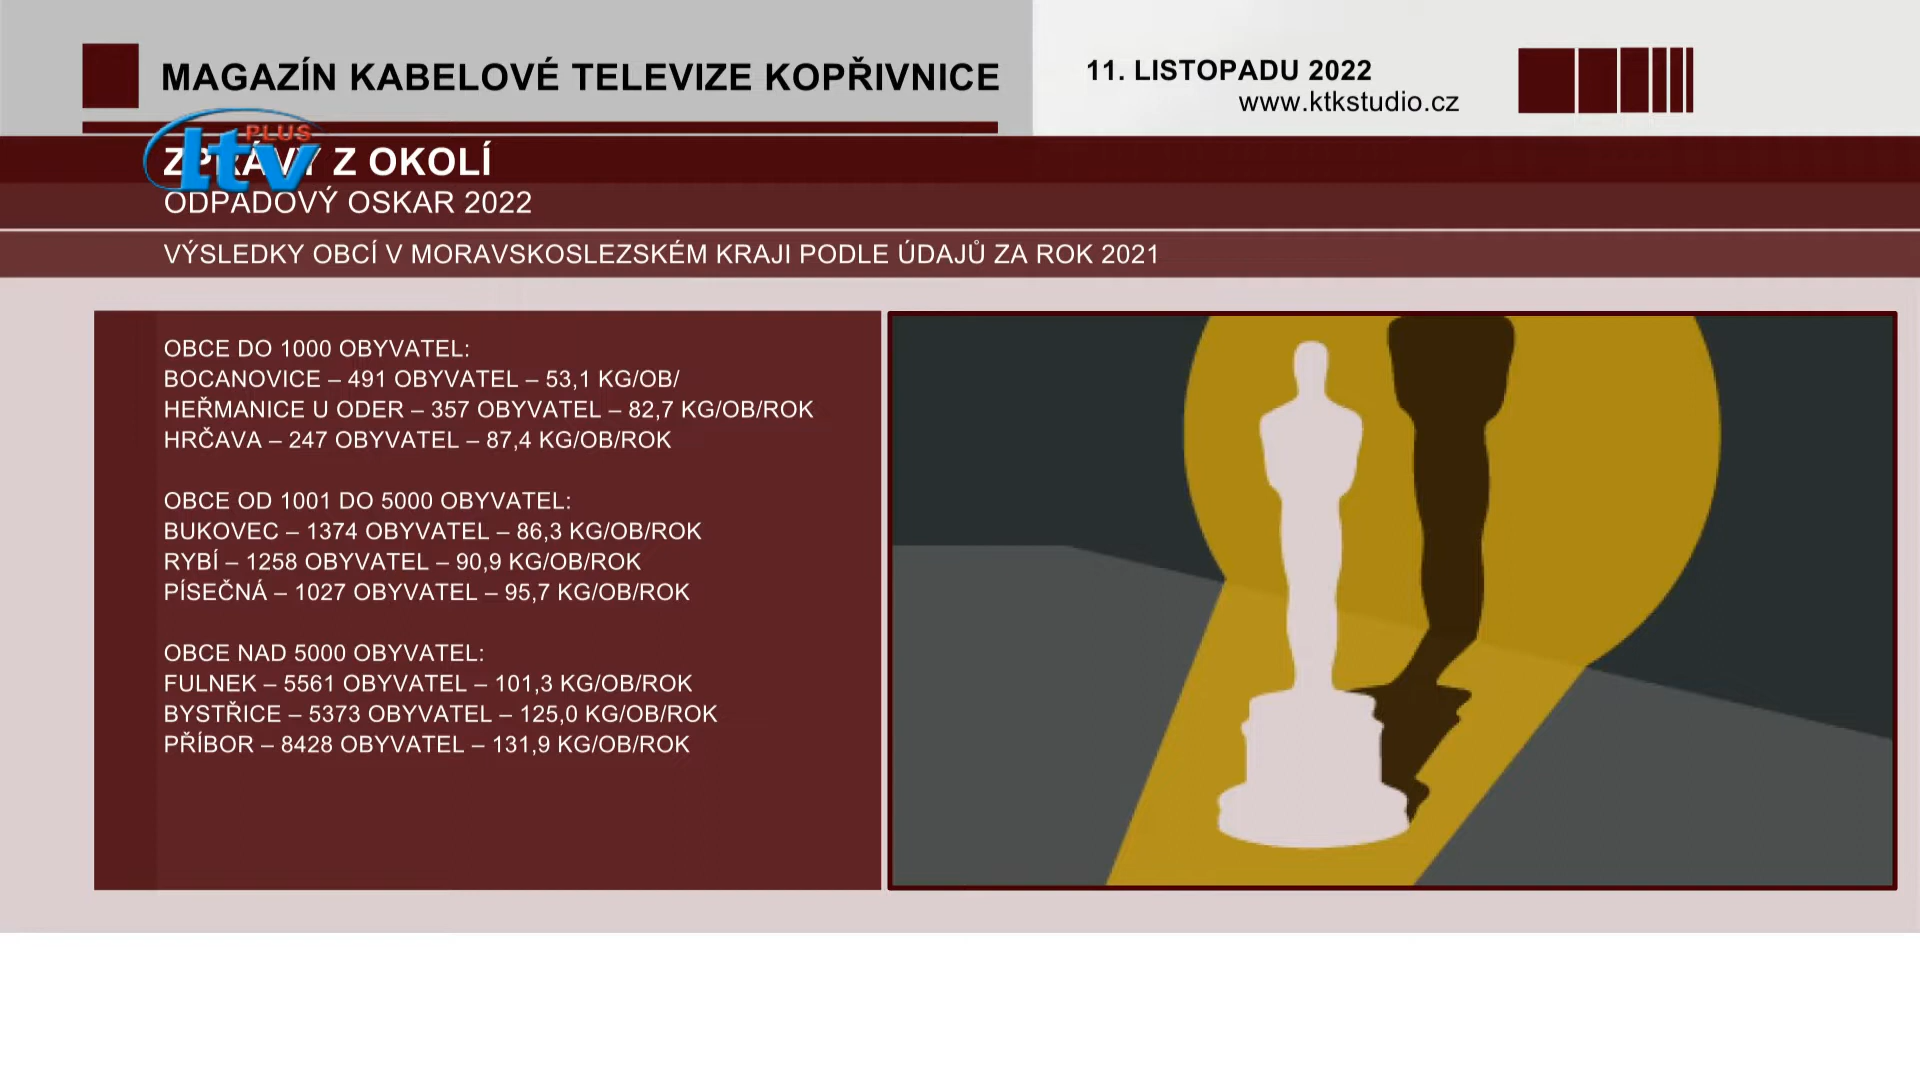 MAGAZÍN KABELOVÉ TELEVIZE KOPŘIVNICE
11. LISTOPADU 2022
www.ktkstudio.cz
PLUS
ltv
ZPRÁVY Z OKOLÍ
ODPADOVÝ OSKAR 2022
VÝSLEDKY OBCÍ V MORAVSKOSLEZSKÉM KRAJI PODLE ÚDAJŮ ZA ROK 2021
OBCE DO 1000 OBYVATEL:
BOCANOVICE – 491 OBYVATEL – 53,1 KG/OB/
HEŘMANICE U ODER – 357 OBYVATEL – 82,7 KG/OB/ROK
HRČAVA – 247 OBYVATEL – 87,4 KG/OB/ROK
OBCE OD 1001 DO 5000 OBYVATEL:
BUKOVEC – 1374 OBYVATEL – 86,3 KG/OB/ROK
RYBÍ – 1258 OBYVATEL – 90,9 KG/OB/ROK
PÍSEČNÁ – 1027 OBYVATEL – 95,7 KG/OB/ROK
OBCE NAD 5000 OBYVATEL:
FULNEK – 5561 OBYVATEL – 101,3 KG/OB/ROK
BYSTŘICE – 5373 OBYVATEL – 125,0 KG/OB/ROK
PŘÍBOR – 8428 OBYVATEL – 131,9 KG/OB/ROK